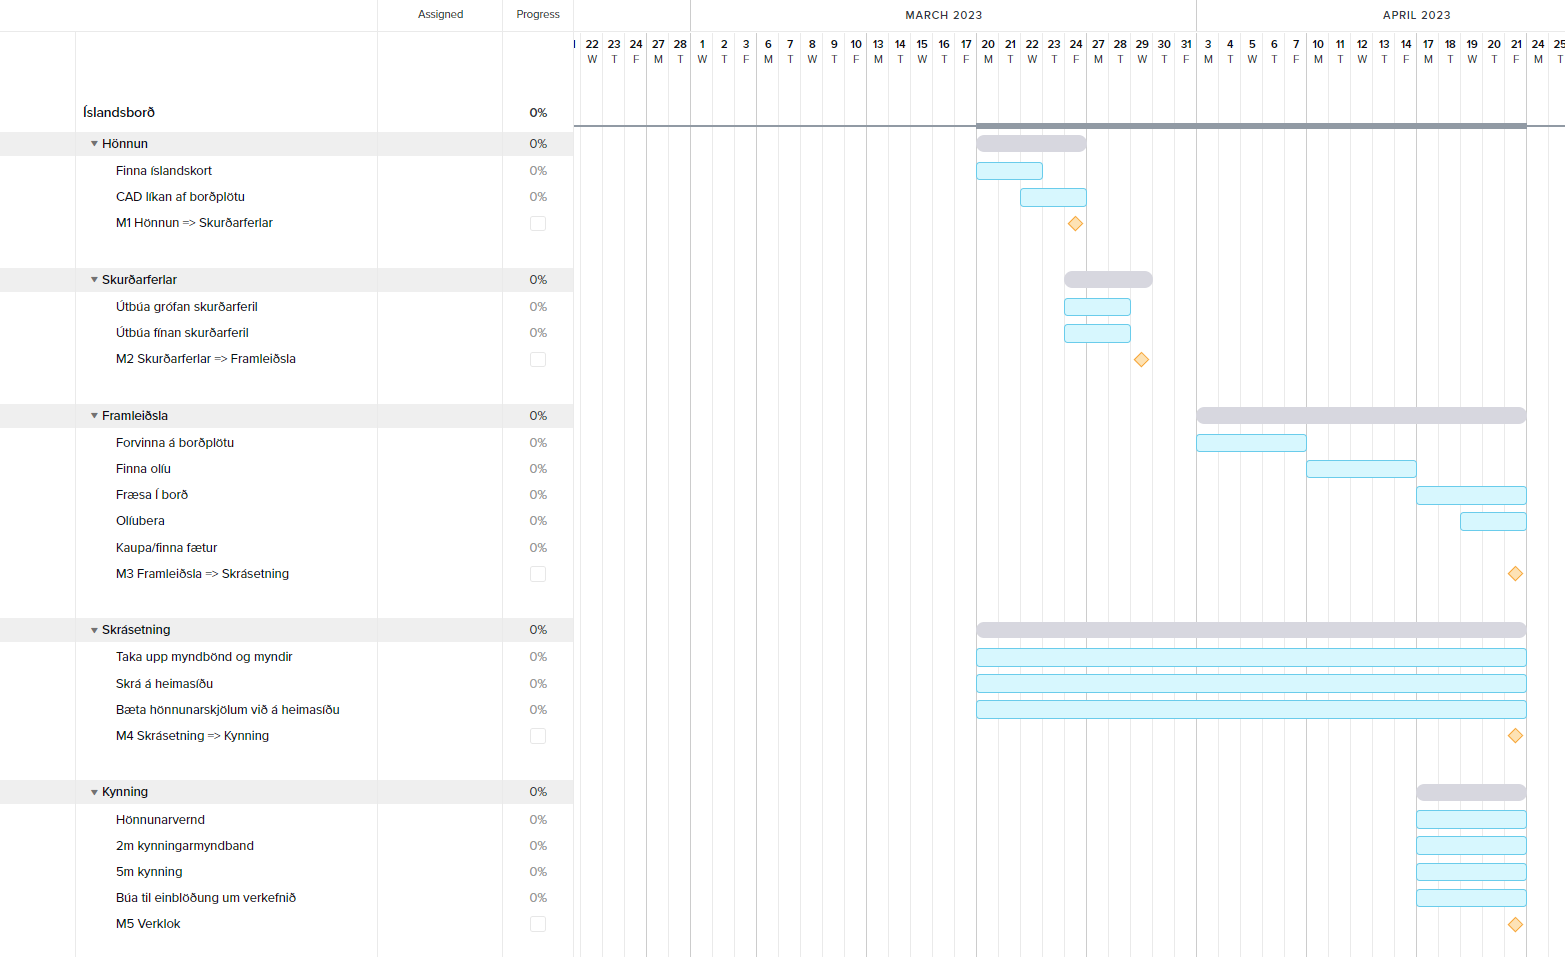 Assigned Progress MARCH 2023 APRIL 2023
22 23 24 27 28 1 2 3 6 7 8 9 10 13 14 15 16 17 20 21 22 23 24 27 28 29 30 31 3 4 5 6 7 10 11 12 13 14 17 18 19 20 21 24 25
W T F M T W T F M T W T F M T W T F M T W T F M T W T F M T W T F M T W T F M T W T F M T
Íslandsborð 0%
Hönnun 0%
Finna íslandskort 0%
CAD líkan af borðplötu 0%
M1 Hönnun => Skurðarferlar
Skurðarferlar 0%
Útbúa grófan skurðarferil 0%
Útbúa fínan skurðarferil 0%
M2 Skurðarferlar => Framleiðsla
Framleiðsla 0%
Forvinna á borðplötu 0%
Finna olíu 0%
Fræsa Í borð 0%
Olíubera 0%
Kaupa/finna fætur 0%
M3 Framleiðsla => Skrásetning
Skrásetning 0%
Taka upp myndbönd og myndir 0%
Skrá á heimasíðu 0%
Bæta hönnunarskjölum við á heimasíðu 0%
M4 Skrásetning => Kynning
Kynning 0%
Hönnunarvernd 0%
2m kynningarmyndband 0%
5m kynning 0%
Búa til einblöðung um verkefnið 0%
M5 Verklok